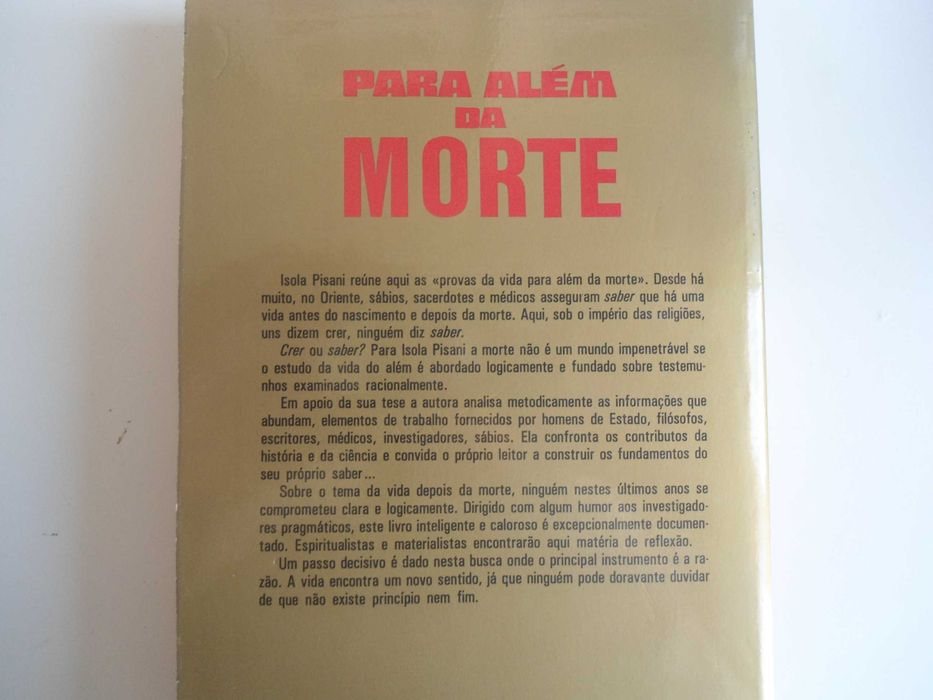 PARA ALÉM
DA
MORTE
Isola Pisani reúne aqui as «provas da vida para além da morte». Desde há
muito, no Oriente, sábios, sacerdotes e médicos asseguram saber que há uma
vida antes do nascimento e depois da morte. Aqui, sob o império das religiões,
uns dizem crer, ninguém diz saber.
Crer ou saber? Para Isola Pisani a morte não é um mundo impenetrável se
o estudo da vida do além é abordado logicamente e fundado sobre testemu-
nhos examinados racionalmente.
Em apoio da sua tese a autora analisa metodicamente as informações que
abundam, elementos de trabalho fornecidos por homens de Estado, filósofos,
escritores, médicos, investigadores, sábios. Ela confronta os contributos da
história e da ciência e convida o próprio leitor a construir os fundamentos do
seu próprio saber...
Sobre o tema da vida depois da morte, ninguém nestes últimos anos se
comprometeu clara e logicamente. Dirigido com algum humor aos investigado-
res pragmáticos, este livro inteligente e caloroso é excepcionalmente documen-
tado. Espiritualistas e materialistas encontrarão aqui matéria de reflexão.
Um passo decisivo é dado nesta busca onde o principal instrumento é a ra-
zão. A vida encontra um novo sentido, já que ninguém pode doravante duvidar
de que não existe princípio nem fim.